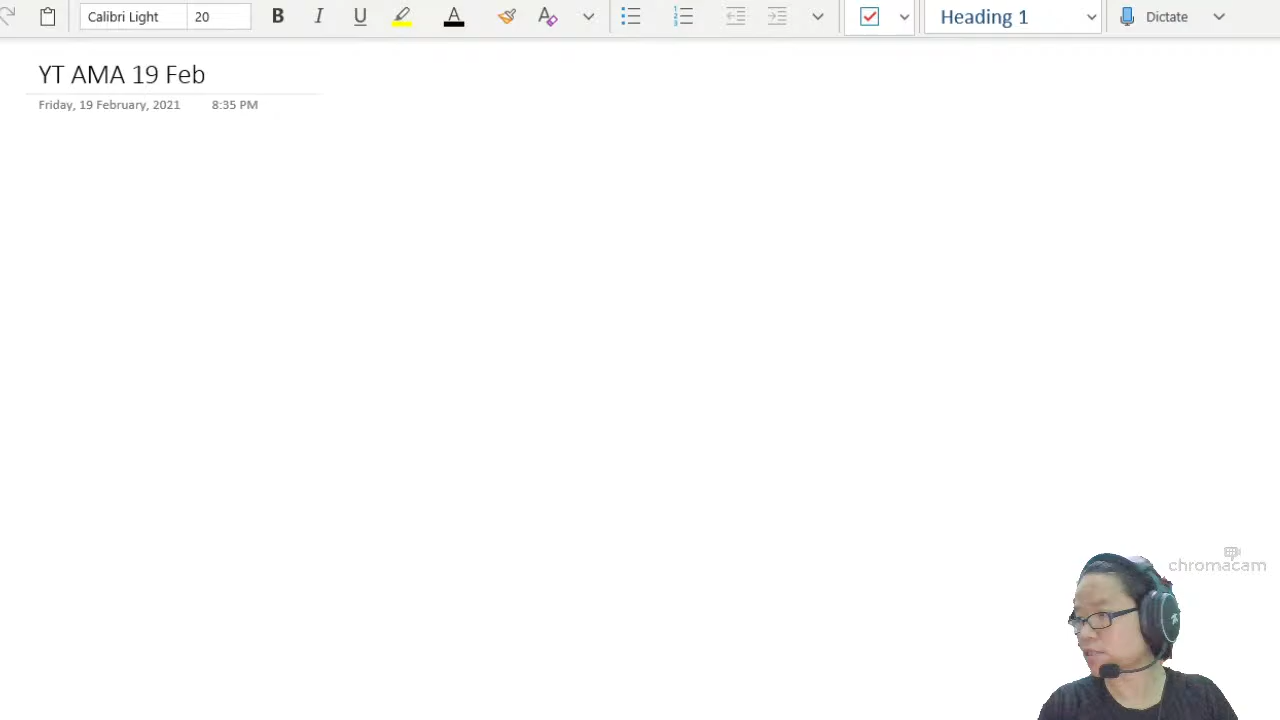 Calibri Light 20 B I U A A Heading 1 Dictate
YT AMA 19 Feb
Friday, 19 February, 2021 8:35 PM
chromacam